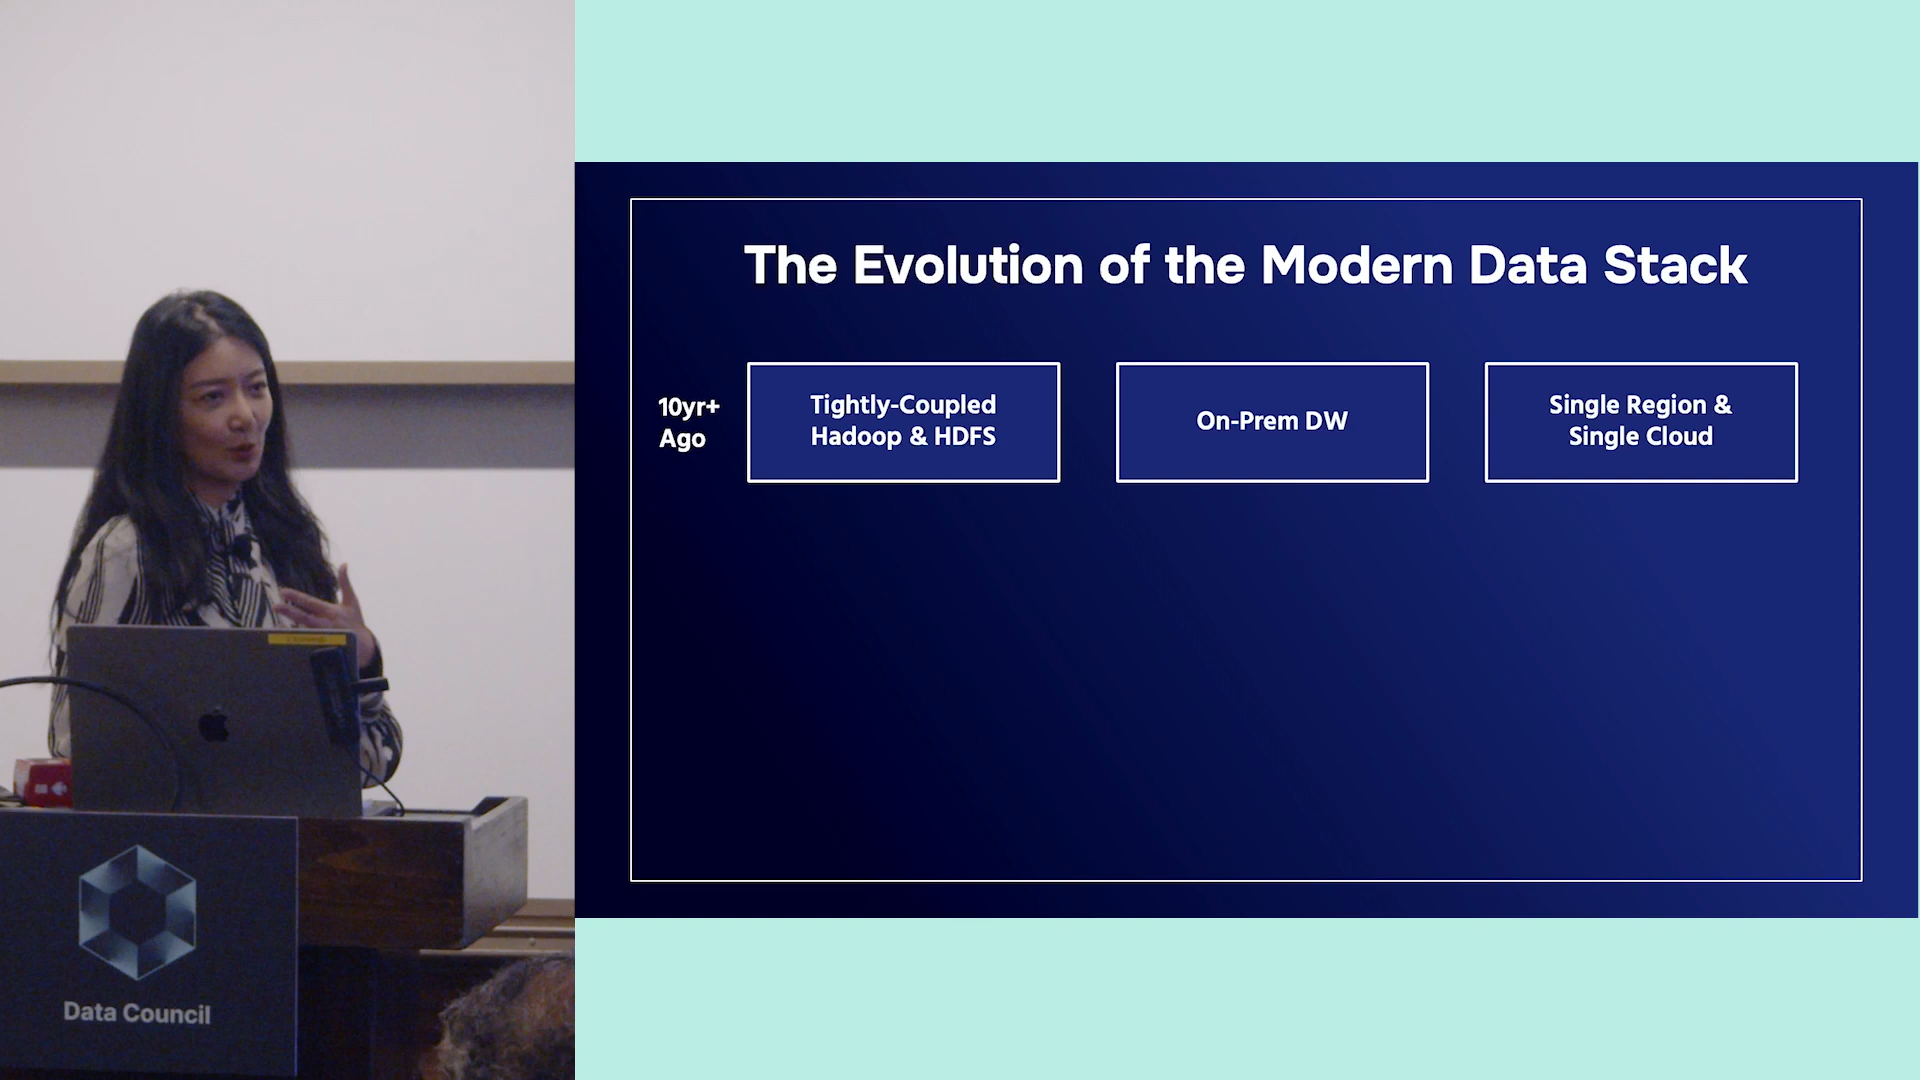 The Evolution of the Modern Data Stack
10yr+
Ago
Tightly-Coupled
Hadoop & HDFS
On-Prem DW
Single Region &
Single Cloud
Data Council